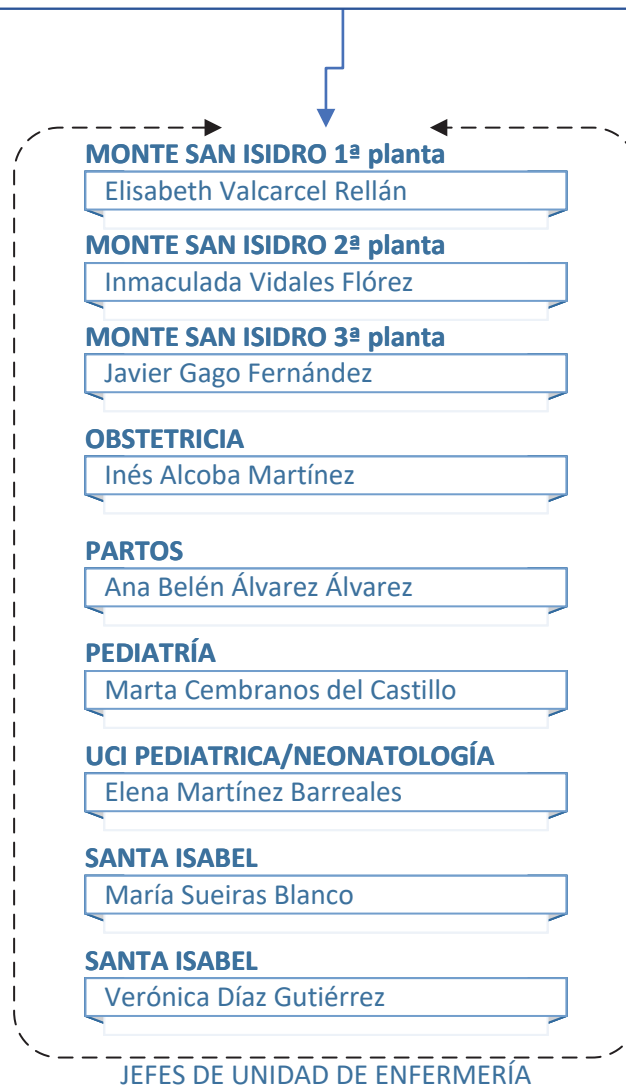 MONTE SAN ISIDRO 1ª planta
Elisabeth Valcarcel Rellán
MONTE SAN ISIDRO 2ª planta
Inmaculada Vidales Flórez
MONTE SAN ISIDRO 3ª planta
Javier Gago Fernández
OBSTETRICIA
Inés Alcoba Martínez
PARTOS
Ana Belén Álvarez Álvarez
PEDIATRÍA
Marta Cembranos del Castillo
UCI PEDIATRICA/NEONATOLOGÍA
Elena Martínez Barreales
SANTA ISABEL
María Sueiras Blanco
SANTA ISABEL
Verónica Díaz Gutiérrez
JEFES DE UNIDAD DE ENFERMERÍA